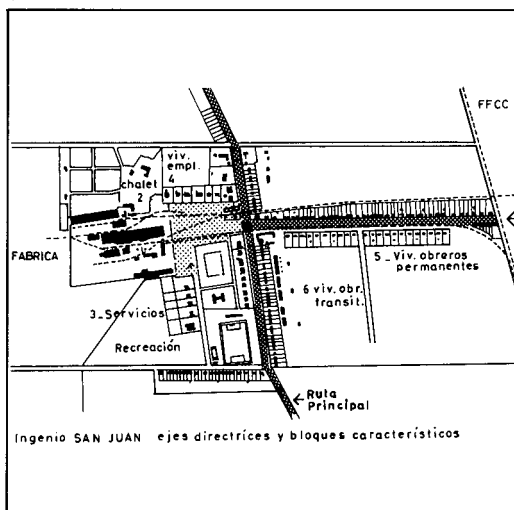 FFCC
viv.
empl.
4
chalet
2
FABRICA
5_Viv. obreros
permanentes
6 viv. obr.
transit.
3_Servicios
Recreación
Ruta
Principal
Ingenio SAN JUAN ejes directrices y bloques característicos